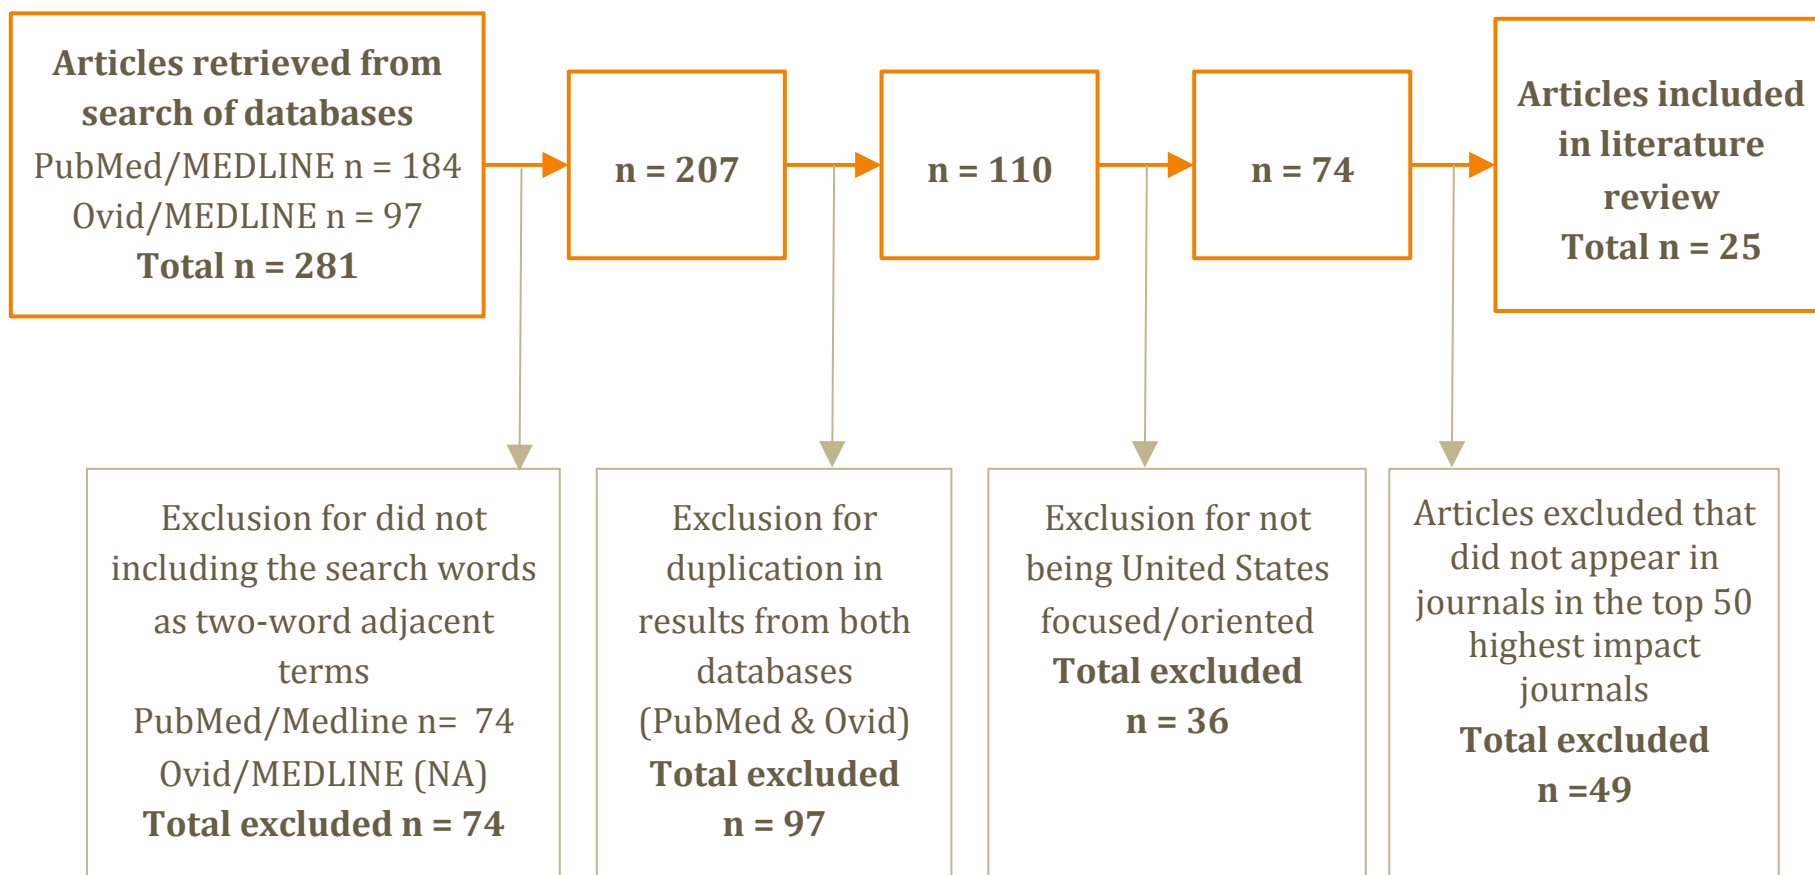 Articles retrieved from
search of databases
PubMed/MEDLINE n = 184
Ovid/MEDLINE n = 97
Total n = 281
n = 207
n = 110
n = 74
Articles included
in literature
review
Total n = 25
Exclusion for did not
including the search words
as two-word adjacent
terms
PubMed/Medline n=  74
Ovid/MEDLINE (NA)
Total excluded n = 74
Exclusion for
duplication in
results from both
databases
(PubMed & Ovid)
Total excluded
n = 97
Exclusion for not
being United States
focused/oriented
Total excluded
n = 36
Articles excluded that
did not appear in
journals in the top 50
highest impact
journals
Total excluded
n =49